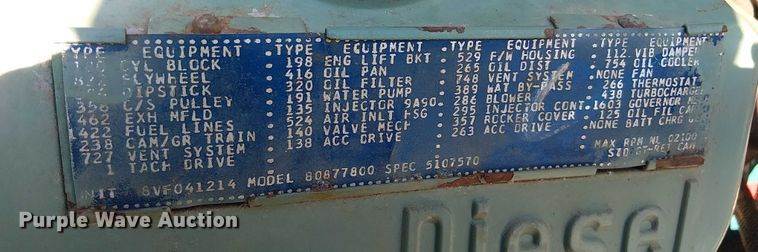 TYPE EQUIPMENT TYPE EQUIPMENT TYPE EQUIPMENT TYPE EQUIPMENT
CYL BLOCK 198 ENG LIFT BKT 529 F/W HOUSING 112 VIB DAMPER
FLYWHEEL 416 OIL PAN 265 OIL DIST 754 OIL COOLER
DIPSTICK 320 OIL FILTER 748 VENT SYSTEM NONE FAN
C/S PULLEY 191 WATER PUMP 389 WAT BY-PASS 266 THERMOSTAT
462 EXH MFLD 235 INJECTOR 9A90 286 BLOWER 438 TURBOCHARGE
1422 FUEL LINES 524 AIR INLT HSG 295 INJECTOR CONT 1603 GOVERNOR
238 CAM/GR TRAIN 140 VALVE MECH 357 ROCKER COVER 125 OIL FIL CAP
727 VENT SYSTEM 138 ACC DRIVE 263 ACC DRIVE NONE BATT CHRG
1 TACH DRIVE MAX RPM NL 02100
UNIT 8VF041214 MODEL 80877800 SPEC 5107570
Diesel
Purple Wave Auction